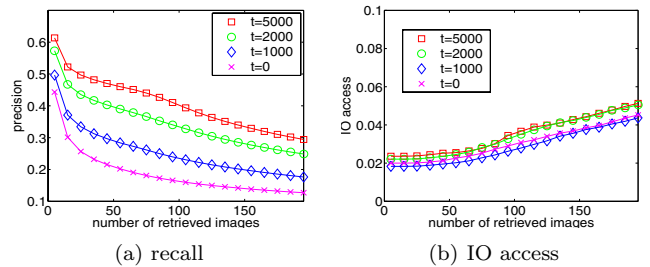 t=5000
t=2000
t=1000
t=0
0.6
0.5
0.4
0.3
0.2
0.1
precision
0 50 100 150
number of retrieved images
(a) recall
t=5000
t=2000
t=1000
t=0
0.1
0.08
0.06
0.04
0.02
0
IO access
0 50 100 150
number of retrieved images
(b) IO access